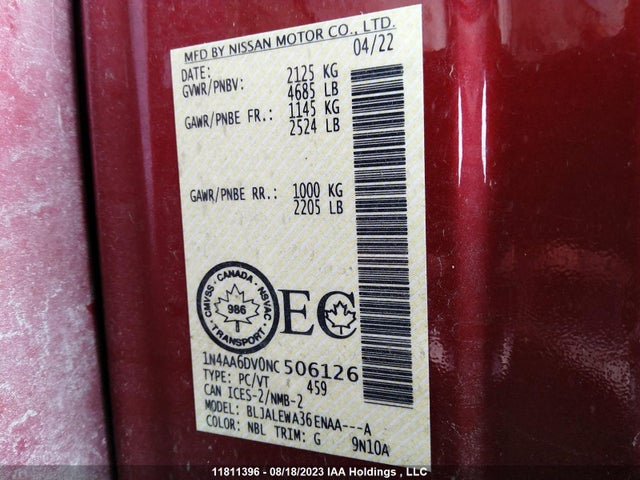 MFD BY NISSAN MOTOR CO., LTD.
DATE: 04/22
GVWR/PNBV: 2125 KG
4685 LB
GAWR/PNBE FR.: 1145 KG
2524 LB
GAWR/PNBE RR.: 1000 KG
2205 LB
CMVSS · CANADA · NSVAC · TRANSPORT ·
986
EC
1N4AA6DV0NC506126
TYPE: PC/VT 459
CAN ICES-2/NMB-2
MODEL: BLJALEWA36ENAA---A
COLOR: NBL TRIM: G 9N10A
11811396 - 08/18/2023 IAA Holdings , LLC